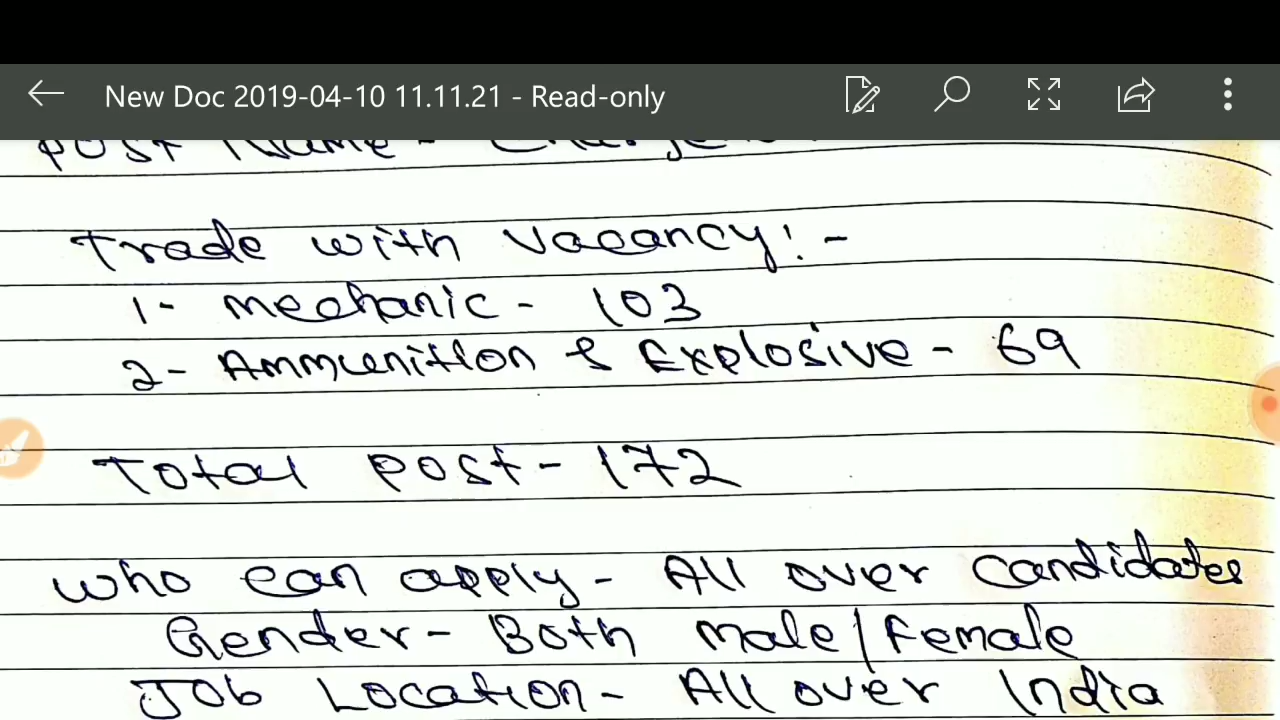 New Doc 2019-04-10 11.11.21 - Read-only
Post Name -
Trade with Vacancy:-
1- mechanic - 103
2- Ammunition & Explosive - 69
Total post - 172
who can apply - All over candidates
Gender - Both male/Female
Job Location - All over India